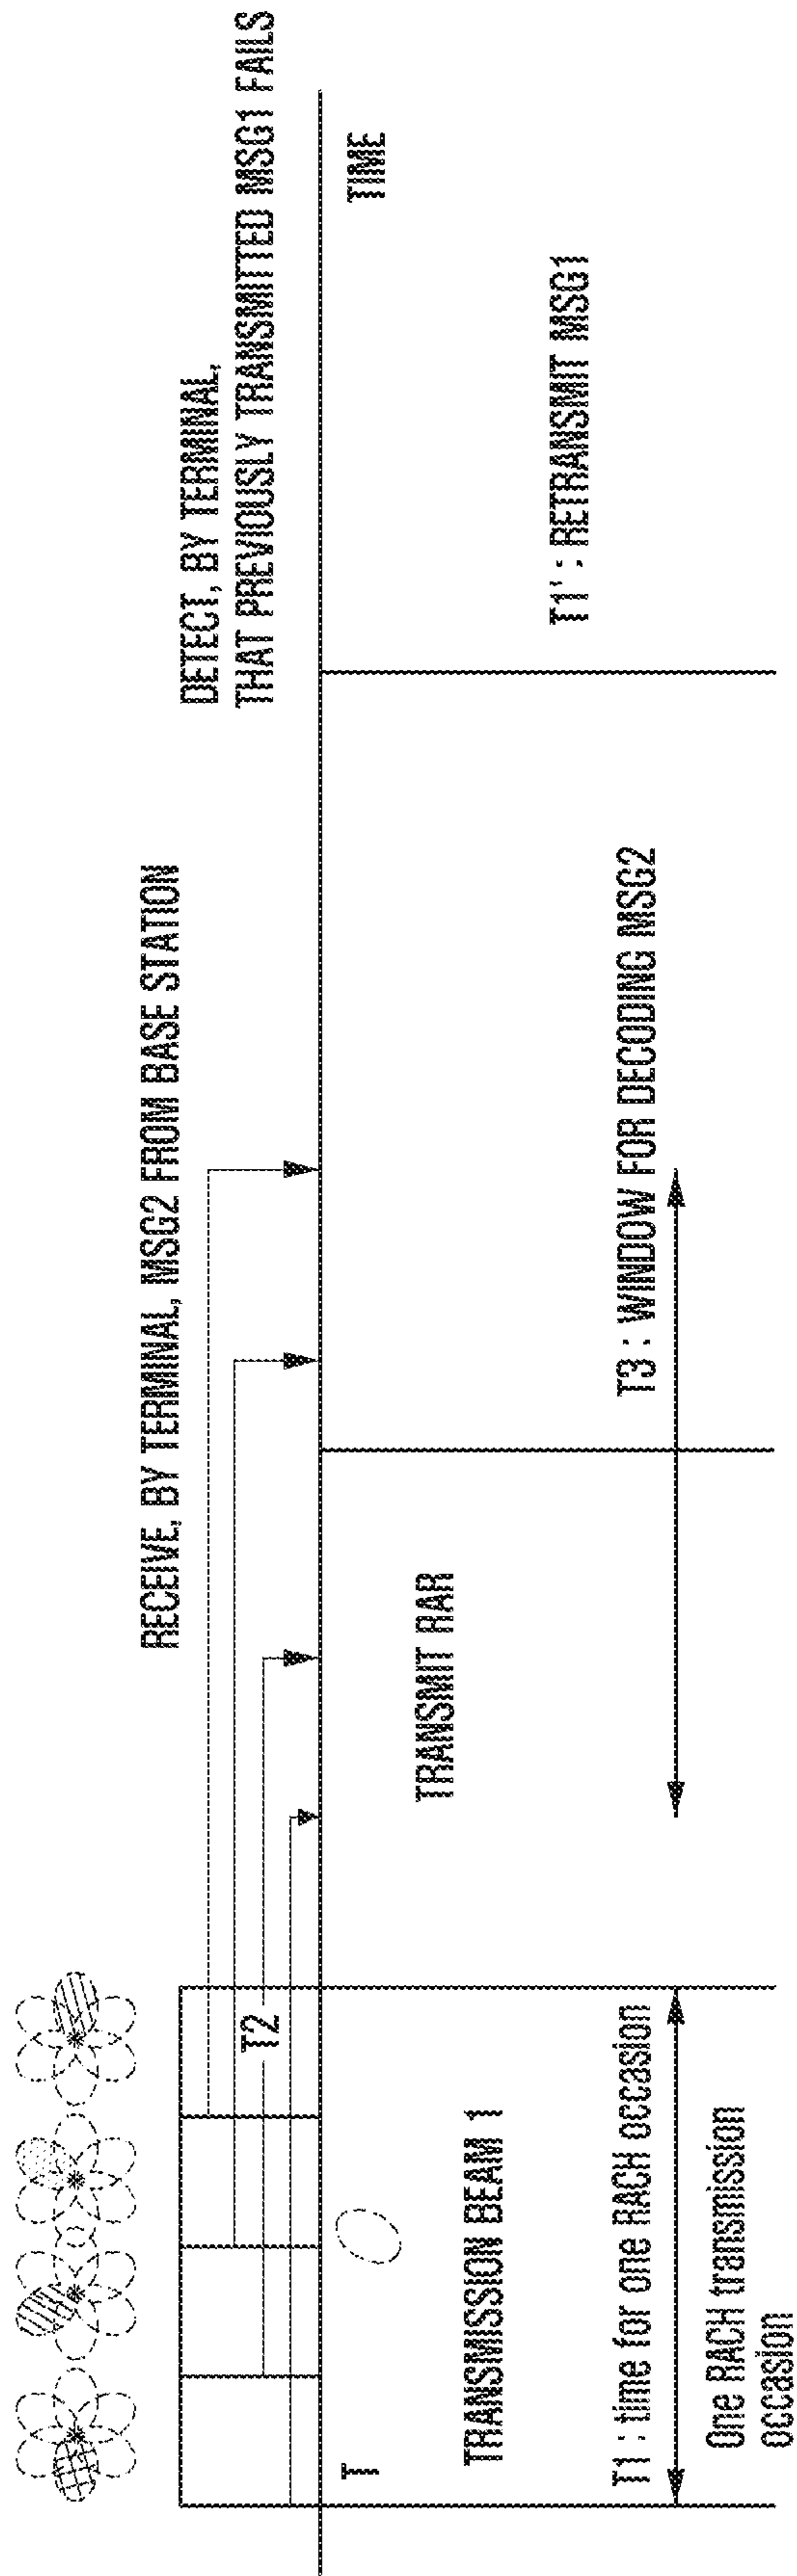 RECEIVE, BY TERMINAL, MSG2 FROM BASE STATION
DETECT, BY TERMINAL,
THAT PREVIOUSLY TRANSMITTED MSG1 FAILS
T2
T
TIME
TRANSMISSION BEAM 1
TRANSMIT RAR
T1' : RETRANSMIT MSG1
T1 : time for one RACH occasion
T3 : WINDOW FOR DECODING MSG2
One RACH transmission
occasion